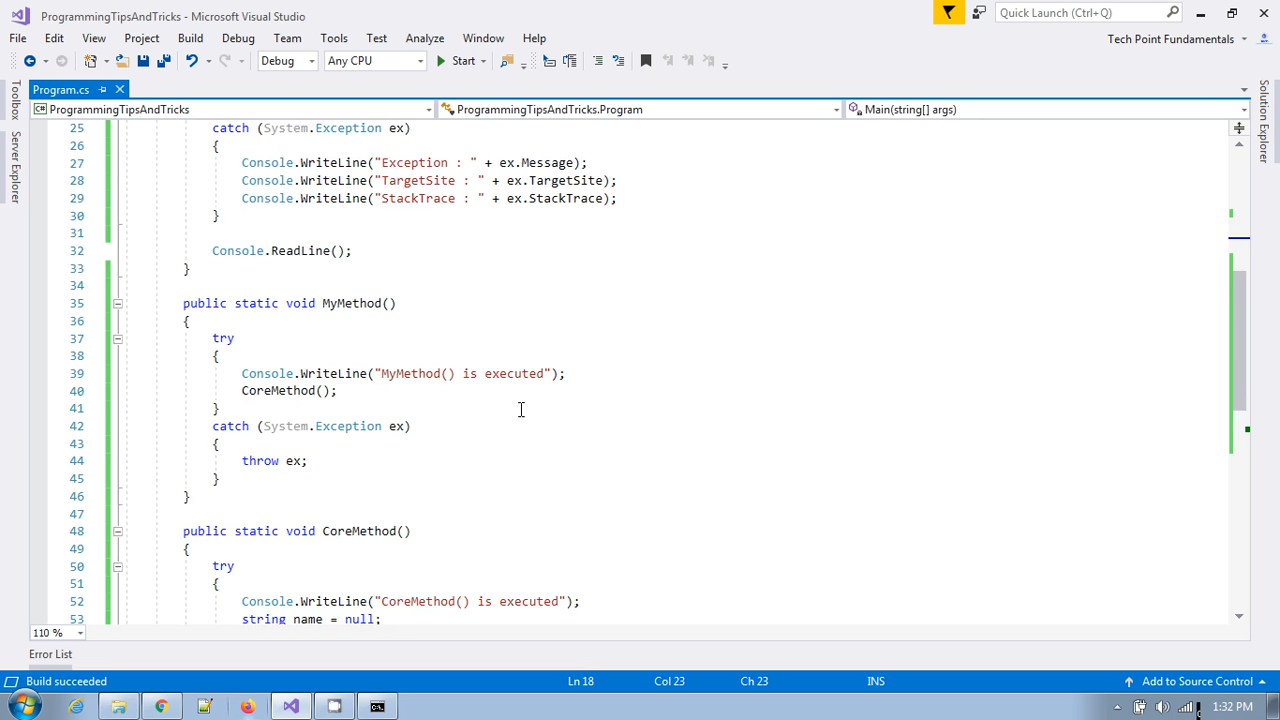 ProgrammingTipsAndTricks - Microsoft Visual Studio
Quick Launch (Ctrl+Q)
File Edit View Project Build Debug Team Tools Test Analyze Window Help
Tech Point Fundamentals
Debug Any CPU Start
Program.cs
ProgrammingTipsAndTricks ProgrammingTipsAndTricks.Program Main(string[] args)
Toolbox
Server Explorer
Solution Explorer
25 catch (System.Exception ex)
26 {
27 Console.WriteLine("Exception : " + ex.Message);
28 Console.WriteLine("TargetSite : " + ex.TargetSite);
29 Console.WriteLine("StackTrace : " + ex.StackTrace);
30 }
31
32 Console.ReadLine();
33 }
34
35 public static void MyMethod()
36 {
37 try
38 {
39 Console.WriteLine("MyMethod() is executed");
40 CoreMethod();
41 }
42 catch (System.Exception ex)
43 {
44 throw ex;
45 }
46 }
47
48 public static void CoreMethod()
49 {
50 try
51 {
52 Console.WriteLine("CoreMethod() is executed");
53 string name = null;
110 %
Error List
Build succeeded Ln 18 Col 23 Ch 23 INS Add to Source Control
1:32 PM